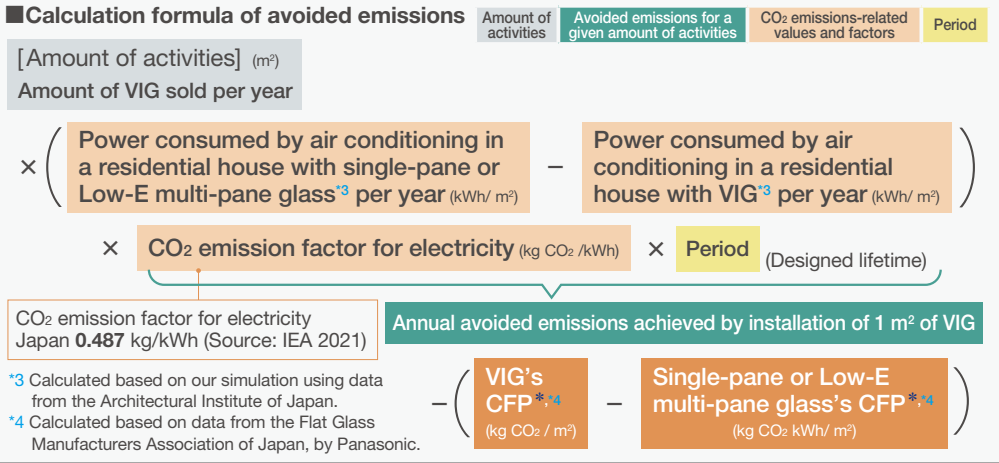 ■Calculation formula of avoided emissions
Amount of
activities
Avoided emissions for a
given amount of activities
CO2 emissions-related
values and factors
Period
[Amount of activities] (m²)
Amount of VIG sold per year
×
(
Power consumed by air conditioning in
a residential house with single-pane or
Low-E multi-pane glass*3 per year (kWh/ m²)
−
Power consumed by air
conditioning in a residential
house with VIG*3 per year (kWh/ m²)
)
× CO2 emission factor for electricity (kg CO2 /kWh) × Period (Designed lifetime)
CO2 emission factor for electricity
Japan 0.487 kg/kWh (Source: IEA 2021)
Annual avoided emissions achieved by installation of 1 m² of VIG
*3 Calculated based on our simulation using data
from the Architectural Institute of Japan.
*4 Calculated based on data from the Flat Glass
Manufacturers Association of Japan, by Panasonic.
−
(
VIG's
CFP*,*4
(kg CO2 / m²)
−
Single-pane or Low-E
multi-pane glass's CFP*,*4
(kg CO2 kWh/ m²)
)